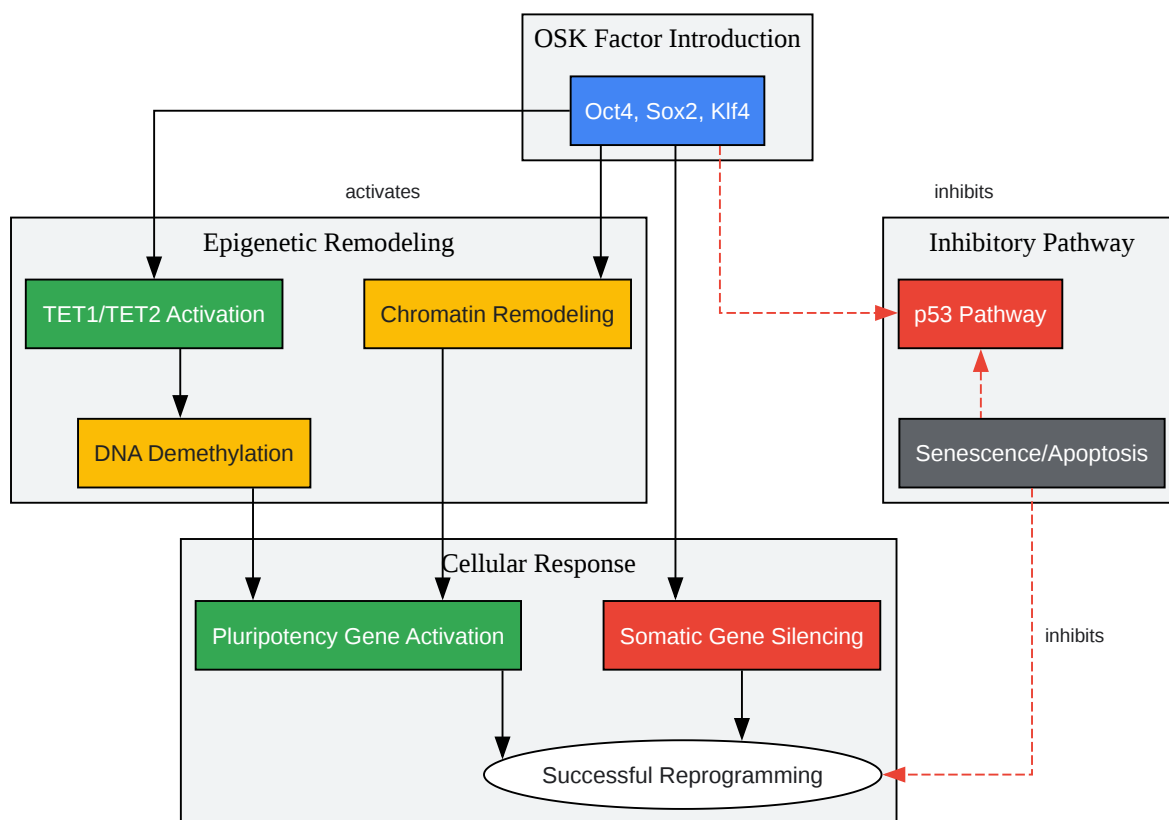 OSK Factor Introduction
Oct4, Sox2, Klf4
activates
inhibits
Epigenetic Remodeling
Inhibitory Pathway
TET1/TET2 Activation
Chromatin Remodeling
p53 Pathway
DNA Demethylation
Senescence/Apoptosis
Cellular Response
Pluripotency Gene Activation
Somatic Gene Silencing
inhibits
Successful Reprogramming